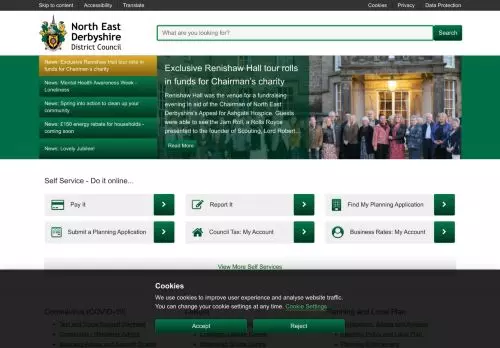 Skip to content Accessibility Translate Cookies Privacy Data Protection
North East
Derbyshire
District Council
What are you looking for?
Search
News: Exclusive Renishaw Hall tour rolls
in funds for Chairman's charity
News: Mental Health Awareness Week -
Loneliness
News: Spring into action to clean up your
community
News: £150 energy rebate for households -
coming soon
News: Lovely Jubilee!
Exclusive Renishaw Hall tour rolls
in funds for Chairman's charity
Renishaw Hall was the venue for a fundraising
evening in aid of the Chairman of North East
Derbyshire's Appeal for Ashgate Hospice. Guests
were able to see the Jam Roll, a Rolls Royce
presented to the founder of Scouting, Lord Robert...
Read More
Self Service - Do it online...
Pay it
Report It
Find My Planning Application
Submit a Planning Application
Council Tax: My Account
Business Rates: My Account
View More Self Services
Cookies
We use cookies to improve user experience and analyse website traffic.
You can change your cookie settings at any time. Cookie Settings
Accept
Reject
Coronavirus (COVID-19)
Planning and Local Plan